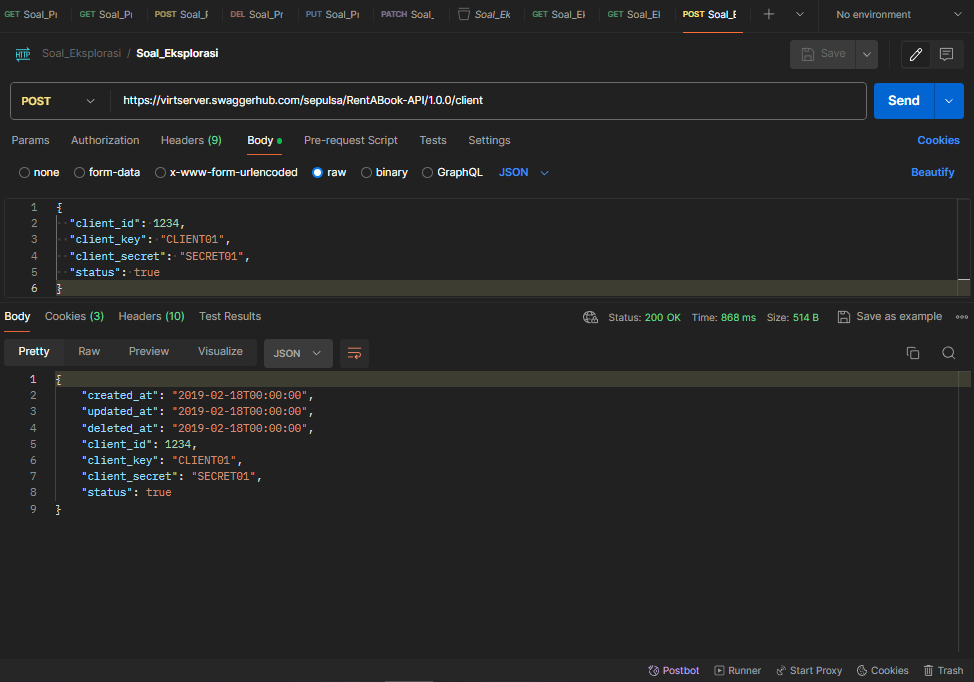 GET Soal_Pr GET Soal_Pr POST Soal_F DEL Soal_Pr PUT Soal_Pr PATCH Soal_ Soal_Ek GET Soal_El GET Soal_El POST Soal_E No environment
HTTP Soal_Eksplorasi / Soal_Eksplorasi Save
POST https://virtserver.swaggerhub.com/sepulsa/RentABook-API/1.0.0/client Send
Params Authorization Headers (9) Body Pre-request Script Tests Settings Cookies
none form-data x-www-form-urlencoded raw binary GraphQL JSON Beautify
1 {
2 "client_id": 1234,
3 "client_key": "CLIENT01",
4 "client_secret": "SECRET01",
5 "status": true
6 }
Body Cookies (3) Headers (10) Test Results Status: 200 OK Time: 868 ms Size: 514 B Save as example
Pretty Raw Preview Visualize JSON
1 {
2 "created_at": "2019-02-18T00:00:00",
3 "updated_at": "2019-02-18T00:00:00",
4 "deleted_at": "2019-02-18T00:00:00",
5 "client_id": 1234,
6 "client_key": "CLIENT01",
7 "client_secret": "SECRET01",
8 "status": true
9 }
Postbot Runner Start Proxy Cookies Trash